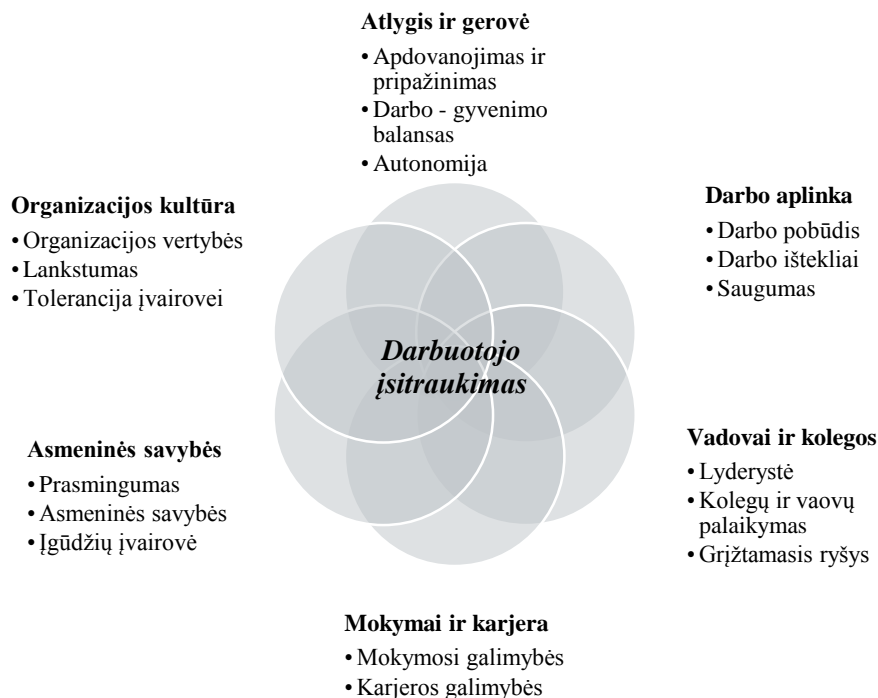 Atlygis ir gerovė
• Apdovanojimas ir
pripažinimas
• Darbo - gyvenimo
balansas
• Autonomija
Darbo aplinka
• Darbo pobūdis
• Darbo ištekliai
• Saugumas
Vadovai ir kolegos
• Lyderystė
• Kolegų ir vaovų
palaikymas
• Grįžtamasis ryšys
Mokymai ir karjera
• Mokymosi galimybės
• Karjeros galimybės
Asmeninės savybės
• Prasmingumas
• Asmeninės savybės
• Įgūdžių įvairovė
Organizacijos kultūra
• Organizacijos vertybės
• Lankstumas
• Tolerancija įvairovei
Darbuotojo
įsitraukimas